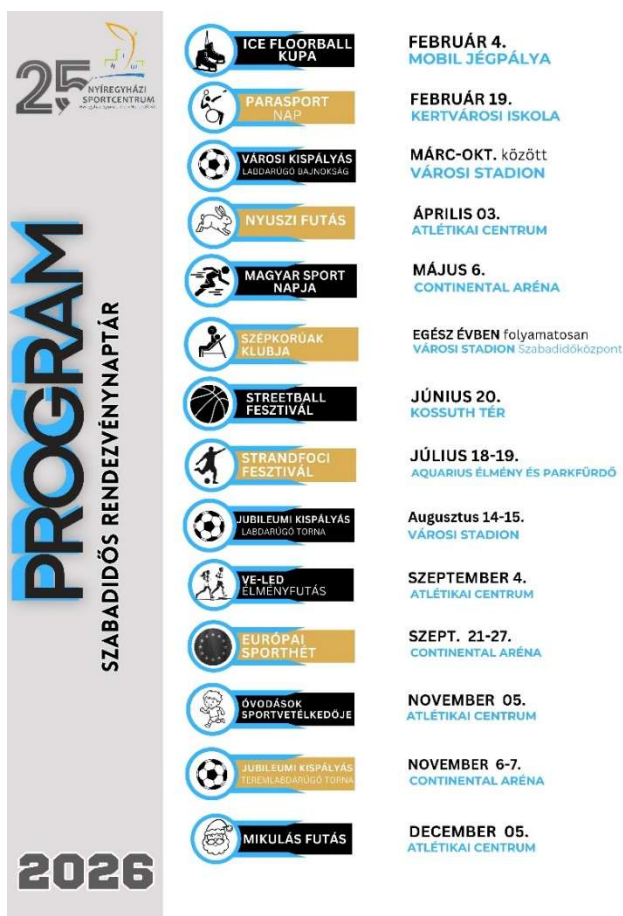 25
NYÍREGYHÁZI
SPORTCENTRUM
PROGRAM
SZABADIDŐS RENDEZVÉNYNAPTÁR
2026
ICE FLOORBALL
KUPA
FEBRUÁR 4.
MOBIL JÉGPÁLYA
PARASPORT
NAP
FEBRUÁR 19.
KERTVÁROSI ISKOLA
VÁROSI KISPÁLYÁS
LABDARÚGÓ BAJNOKSÁG
MÁRC-OKT. között
VÁROSI STADION
NYUSZI FUTÁS
ÁPRILIS 03.
ATLÉTIKAI CENTRUM
MAGYAR SPORT
NAPJA
MÁJUS 6.
CONTINENTAL ARÉNA
SZÉPKORÚAK
KLUBJA
EGÉSZ ÉVBEN folyamatosan
VÁROSI STADION Szabadidőközpont
STREETBALL
FESZTIVÁL
JÚNIUS 20.
KOSSUTH TÉR
STRANDFOCI
FESZTIVÁL
JÚLIUS 18-19.
AQUARIUS ÉLMÉNY ÉS PARKFÜRDŐ
JUBILEUMI KISPÁLYÁS
LABDARÚGÓ TORNA
Augusztus 14-15.
VÁROSI STADION
VE-LED
ÉLMÉNYFUTÁS
SZEPTEMBER 4.
ATLÉTIKAI CENTRUM
EURÓPAI
SPORTHÉT
SZEPT. 21-27.
CONTINENTAL ARÉNA
ÓVODÁSOK
SPORTVETÉLKEDŐJE
NOVEMBER 05.
ATLÉTIKAI CENTRUM
JUBILEUMI KISPÁLYÁS
TEREMLABDARÚGÓ TORNA
NOVEMBER 6-7.
CONTINENTAL ARÉNA
MIKULÁS FUTÁS
DECEMBER 05.
ATLÉTIKAI CENTRUM